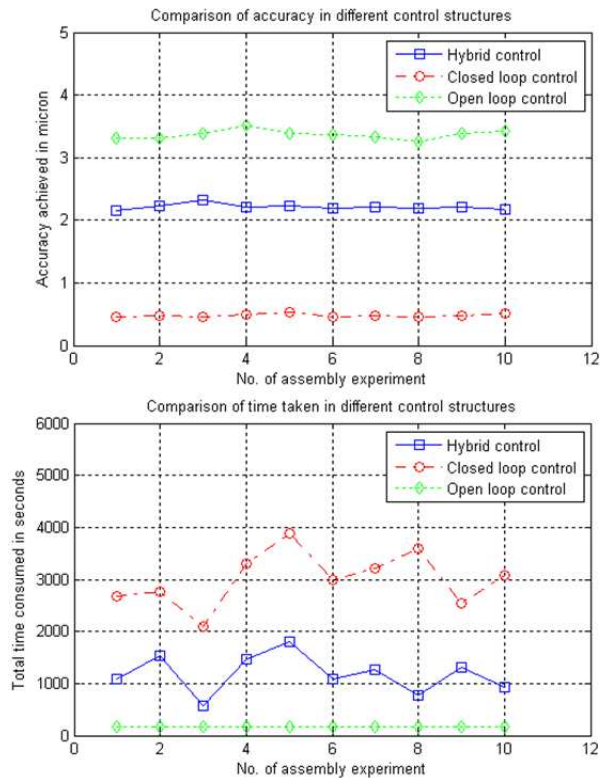 Comparison of accuracy in different control structures
5
4
3
2
1
0
Accuracy achieved in micron
Hybrid control
Closed loop control
Open loop control
0 2 4 6 8 10 12
No. of assembly experiment
Comparison of time taken in different control structures
6000
5000
4000
3000
2000
1000
0
Total time consumed in seconds
Hybrid control
Closed loop control
Open loop control
0 2 4 6 8 10 12
No. of assembly experiment